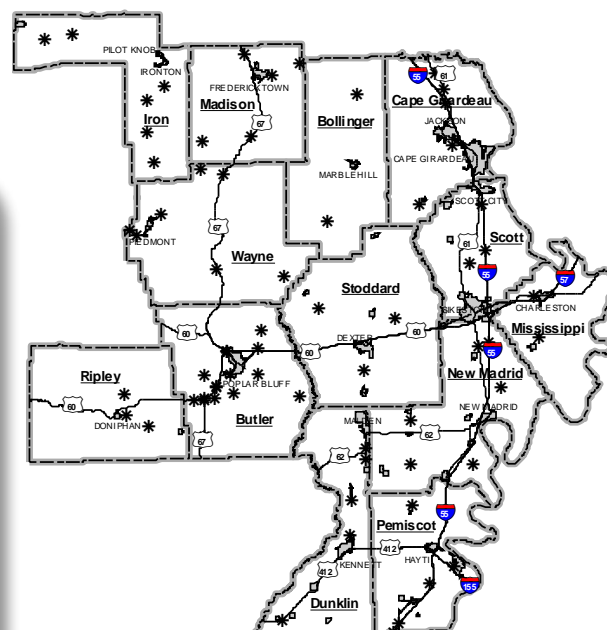 PILOT KNOB
IRONTON
FREDERICKTOWN
55
61
Iron
Madison
Bollinger
Cape Girardeau
67
JACKSON
MARBLE HILL
CAPE GIRARDEAU
SCOTT CITY
67
PIEDMONT
61
Scott
Wayne
55
57
Stoddard
CHARLESTON
60
60
60
DEXTER
Mississippi
55
Ripley
POPLAR BLUFF
New Madrid
60
DONIPHAN
Butler
MALDEN
NEW MADRID
67
62
62
55
Pemiscot
412
HAYTI
412
KENNETT
155
Dunklin